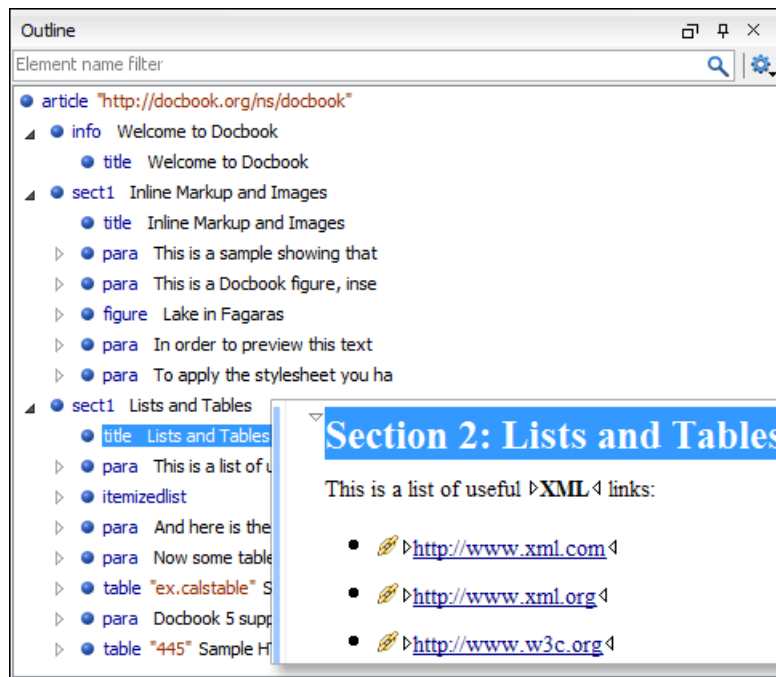 Outline
Element name filter
article "http://docbook.org/ns/docbook"
info Welcome to Docbook
title Welcome to Docbook
sect1 Inline Markup and Images
title Inline Markup and Images
para This is a sample showing that
para This is a Docbook figure, inse
figure Lake in Fagaras
para In order to preview this text
para To apply the stylesheet you ha
sect1 Lists and Tables
title Lists and Tables
para This is a list of u
itemizedlist
para And here is the
para Now some table
table "ex.calstable" S
para Docbook 5 supp
table "445" Sample HT
Section 2: Lists and Tables
This is a list of useful XML links:
http://www.xml.com
http://www.xml.org
http://www.w3c.org